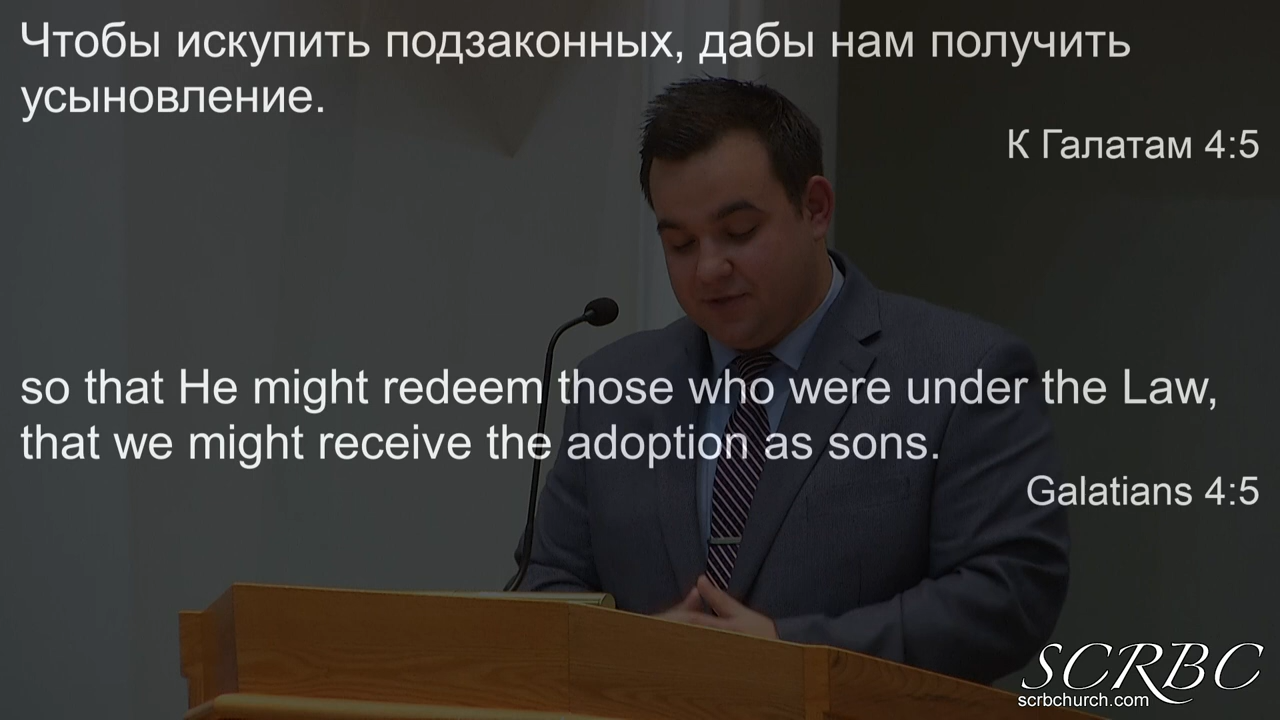 Чтобы искупить подзаконных, дабы нам получить
усыновление.
К Галатам 4:5
so that He might redeem those who were under the Law,
that we might receive the adoption as sons.
Galatians 4:5
SCRBC
scrbchurch.com